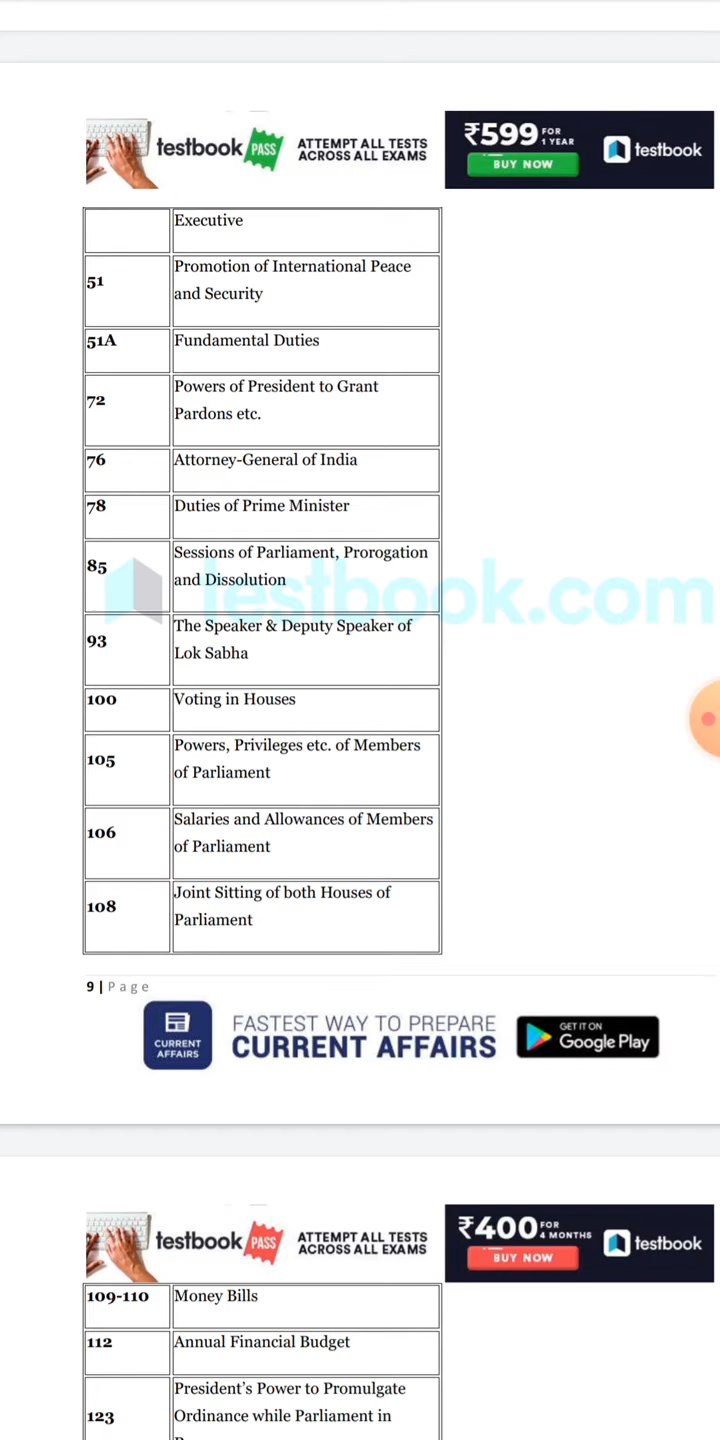 testbook PASS
ATTEMPT ALL TESTS
ACROSS ALL EXAMS
₹599 FOR
1 YEAR
BUY NOW
testbook
Executive
51
Promotion of International Peace
and Security
51A
Fundamental Duties
72
Powers of President to Grant
Pardons etc.
76
Attorney-General of India
78
Duties of Prime Minister
85
Sessions of Parliament, Prorogation
and Dissolution
testbook.com
93
The Speaker & Deputy Speaker of
Lok Sabha
100
Voting in Houses
105
Powers, Privileges etc. of Members
of Parliament
106
Salaries and Allowances of Members
of Parliament
108
Joint Sitting of both Houses of
Parliament
9 | Page
CURRENT
AFFAIRS
FASTEST WAY TO PREPARE
CURRENT AFFAIRS
GET IT ON
Google Play
testbook PASS
ATTEMPT ALL TESTS
ACROSS ALL EXAMS
₹400 FOR
4 MONTHS
BUY NOW
testbook
109-110
Money Bills
112
Annual Financial Budget
123
President's Power to Promulgate
Ordinance while Parliament in